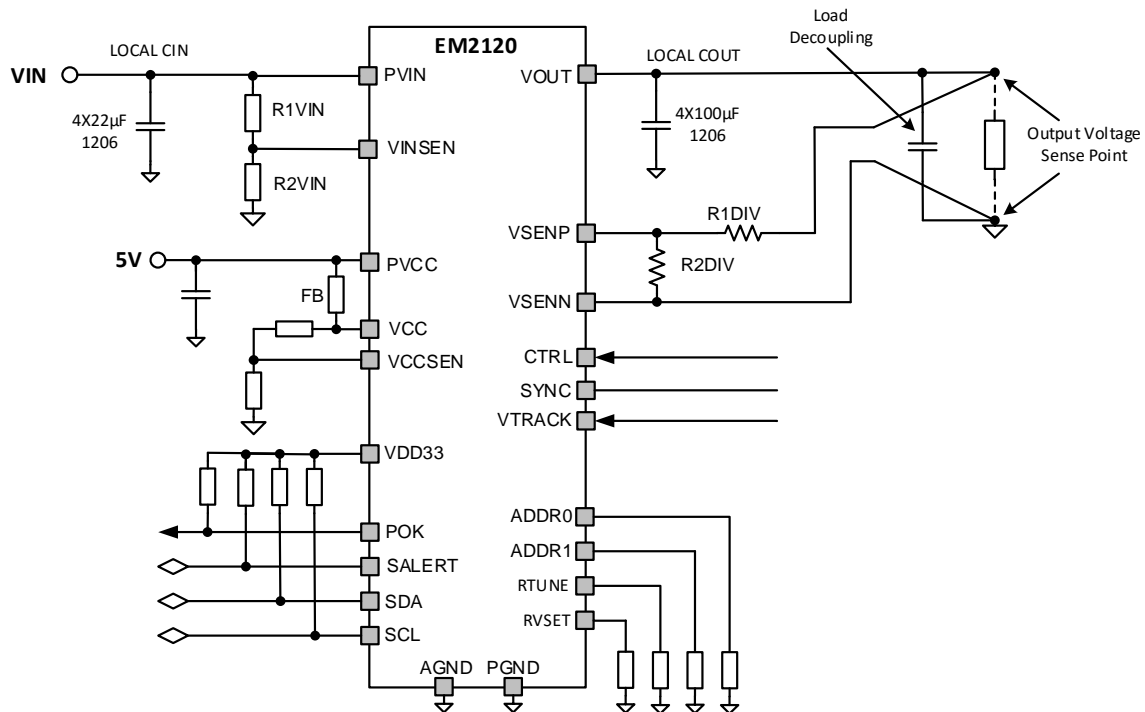 EM2120
Load
Decoupling
LOCAL CIN
LOCAL COUT
VIN
PVIN
VOUT
R1VIN
4X22µF
1206
4X100µF
1206
Output Voltage
Sense Point
VINSEN
R2VIN
R1DIV
VSENP
R2DIV
5V
PVCC
FB
VSENN
VCC
VCCSEN
CTRL
SYNC
VTRACK
VDD33
POK
ADDR0
SALERT
ADDR1
SDA
RTUNE
SCL
RVSET
AGND
PGND